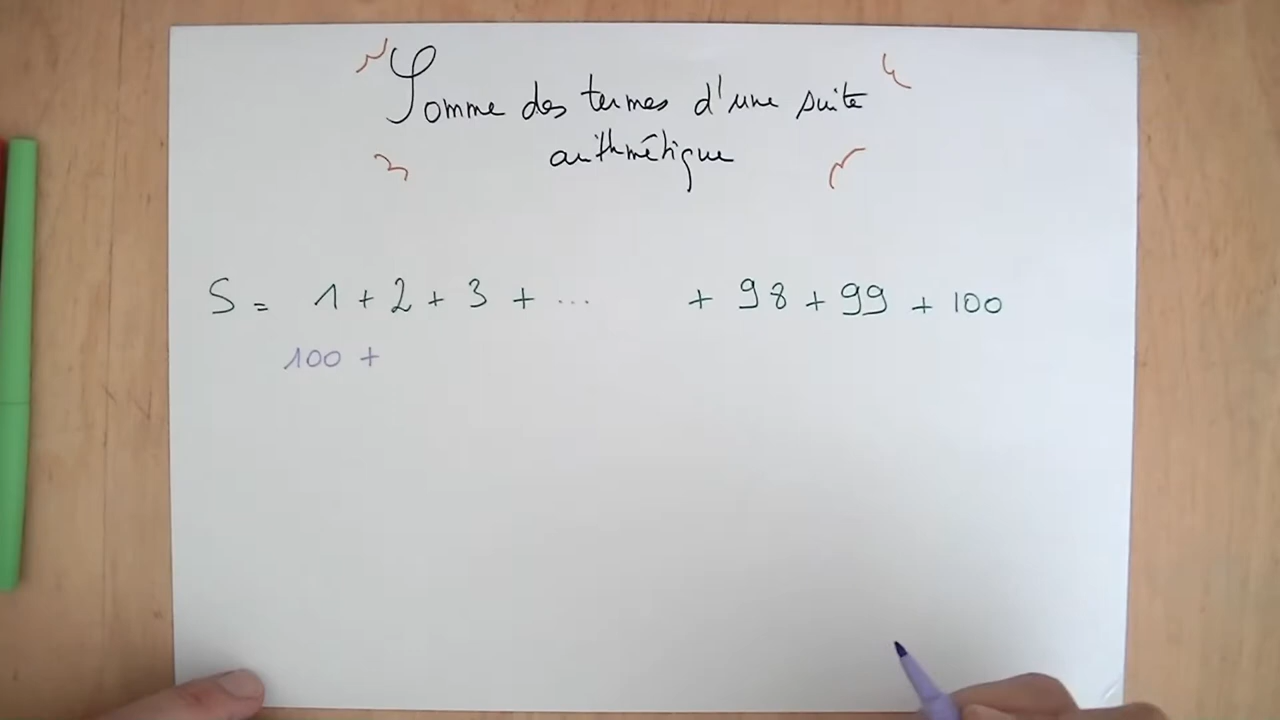 Somme des termes d'une suite
arithmétique
S = 1 + 2 + 3 + ... + 98 + 99 + 100
100 +